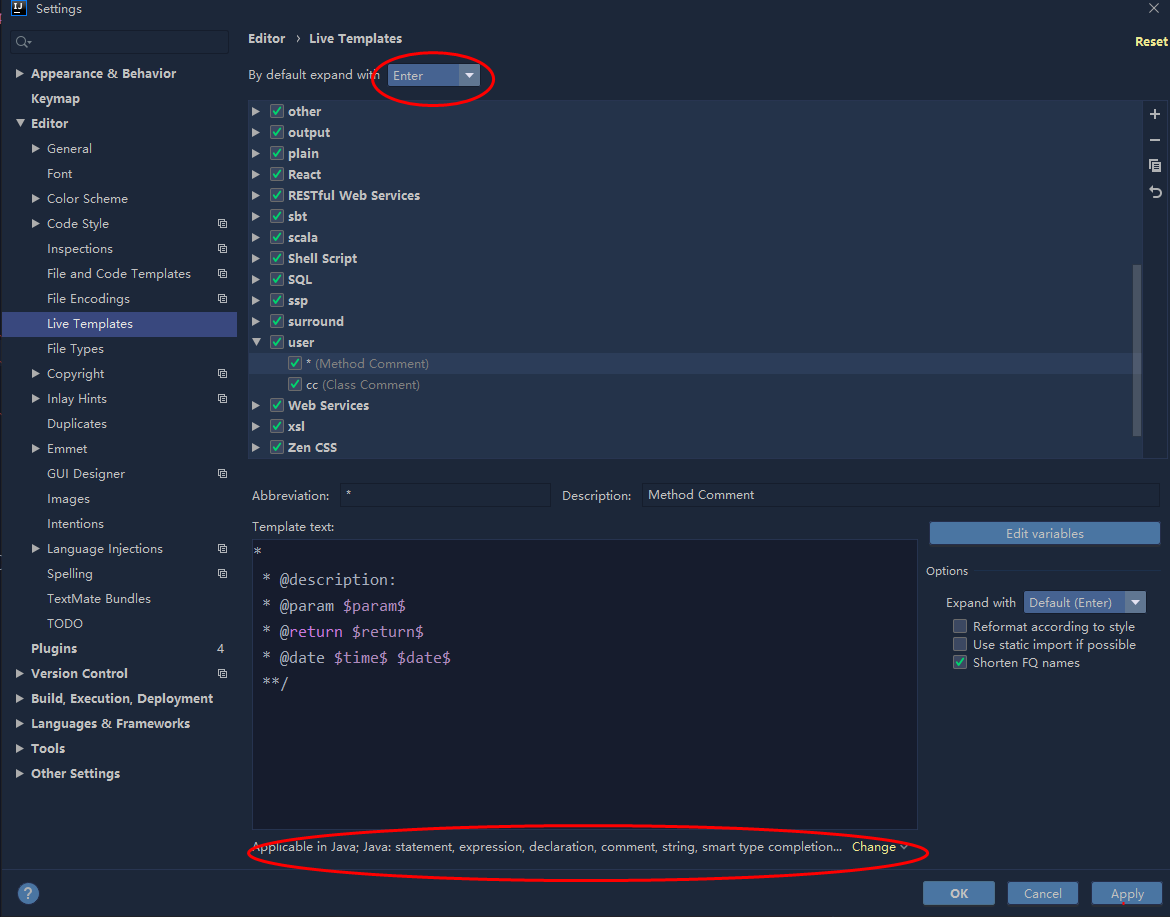 IJ
Settings
Editor › Live Templates
Reset
By default expand with Enter
Appearance & Behavior
Keymap
Editor
General
Font
Color Scheme
Code Style
Inspections
File and Code Templates
File Encodings
Live Templates
File Types
Copyright
Inlay Hints
Duplicates
Emmet
GUI Designer
Images
Intentions
Language Injections
Spelling
TextMate Bundles
TODO
Plugins 4
Version Control
Build, Execution, Deployment
Languages & Frameworks
Tools
Other Settings
other
output
plain
React
RESTful Web Services
sbt
scala
Shell Script
SQL
ssp
surround
user
* (Method Comment)
cc (Class Comment)
Web Services
xsl
Zen CSS
Abbreviation: * Description: Method Comment
Template text:
*
* @description:
* @param $param$
* @return $return$
* @date $time$ $date$
**/
Edit variables
Options
Expand with Default (Enter)
Reformat according to style
Use static import if possible
Shorten FQ names
Applicable in Java; Java: statement, expression, declaration, comment, string, smart type completion... Change
?
OK Cancel Apply